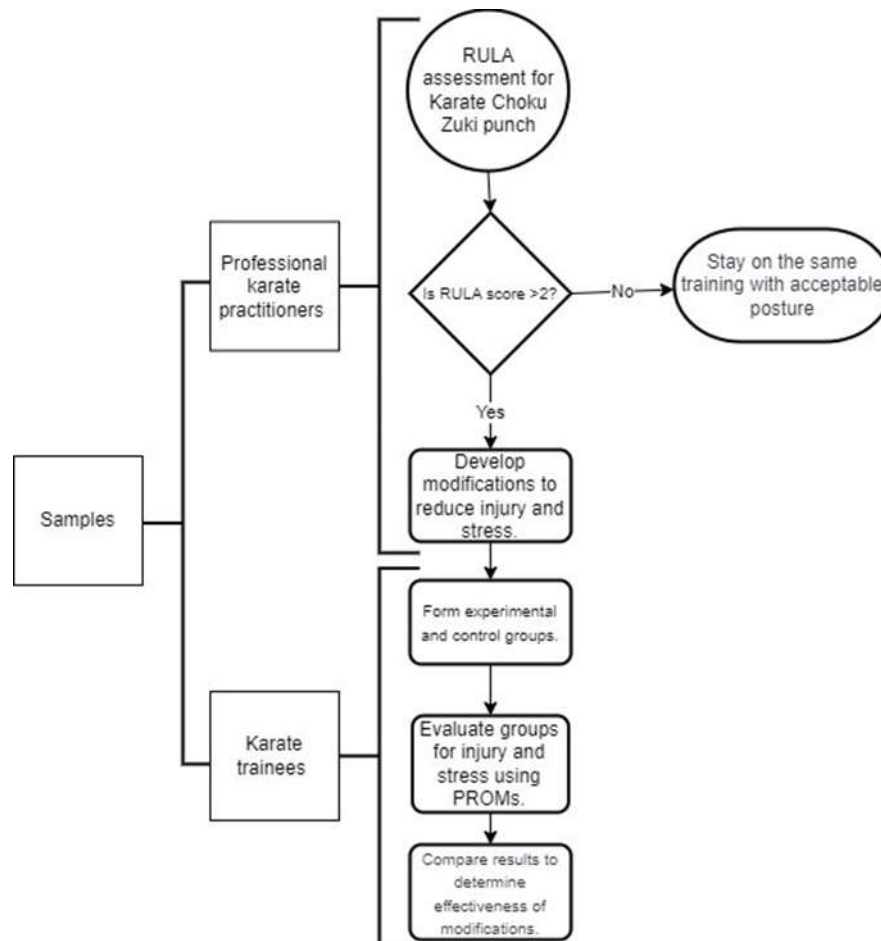 RULA
assessment for
Karate Choku
Zuki punch
Professional
karate
practitioners
Is RULA score >2?
No
Stay on the same
training with acceptable
posture
Yes
Develop
modifications to
reduce injury and
stress.
Samples
Form experimental
and control groups.
Karate
trainees
Evaluate groups
for injury and
stress using
PROMs.
Compare results to
determine
effectiveness of
modifications.